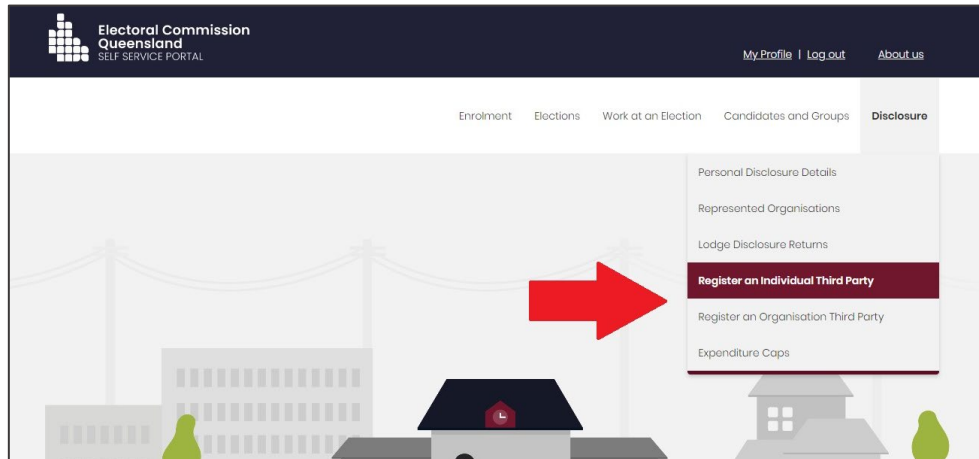 Electoral Commission
Queensland
SELF SERVICE PORTAL
My Profile | Log out About us
Enrolment Elections Work at an Election Candidates and Groups Disclosure
Personal Disclosure Details
Represented Organisations
Lodge Disclosure Returns
Register an Individual Third Party
Register an Organisation Third Party
Expenditure Caps